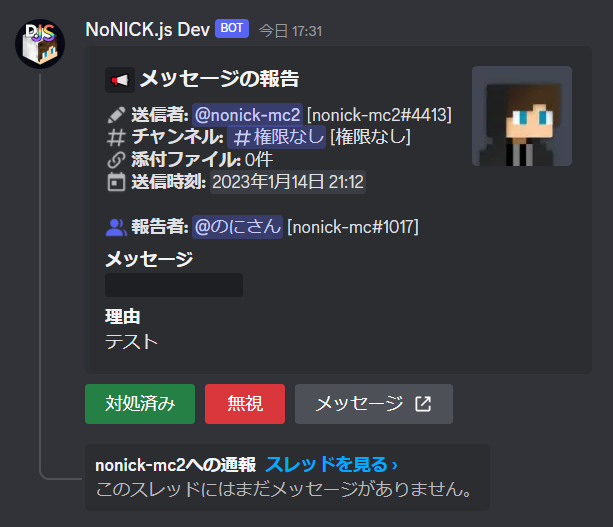 D.JS
NoNICK.js Dev BOT 今日 17:31
メッセージの報告
送信者: @nonick-mc2 [nonick-mc2#4413]
チャンネル: #権限なし [権限なし]
添付ファイル: 0件
送信時刻: 2023年1月14日 21:12
報告者: @のにさん [nonick-mc#1017]
メッセージ
理由
テスト
対処済み 無視 メッセージ
nonick-mc2への通報 スレッドを見る ›
このスレッドにはまだメッセージがありません。